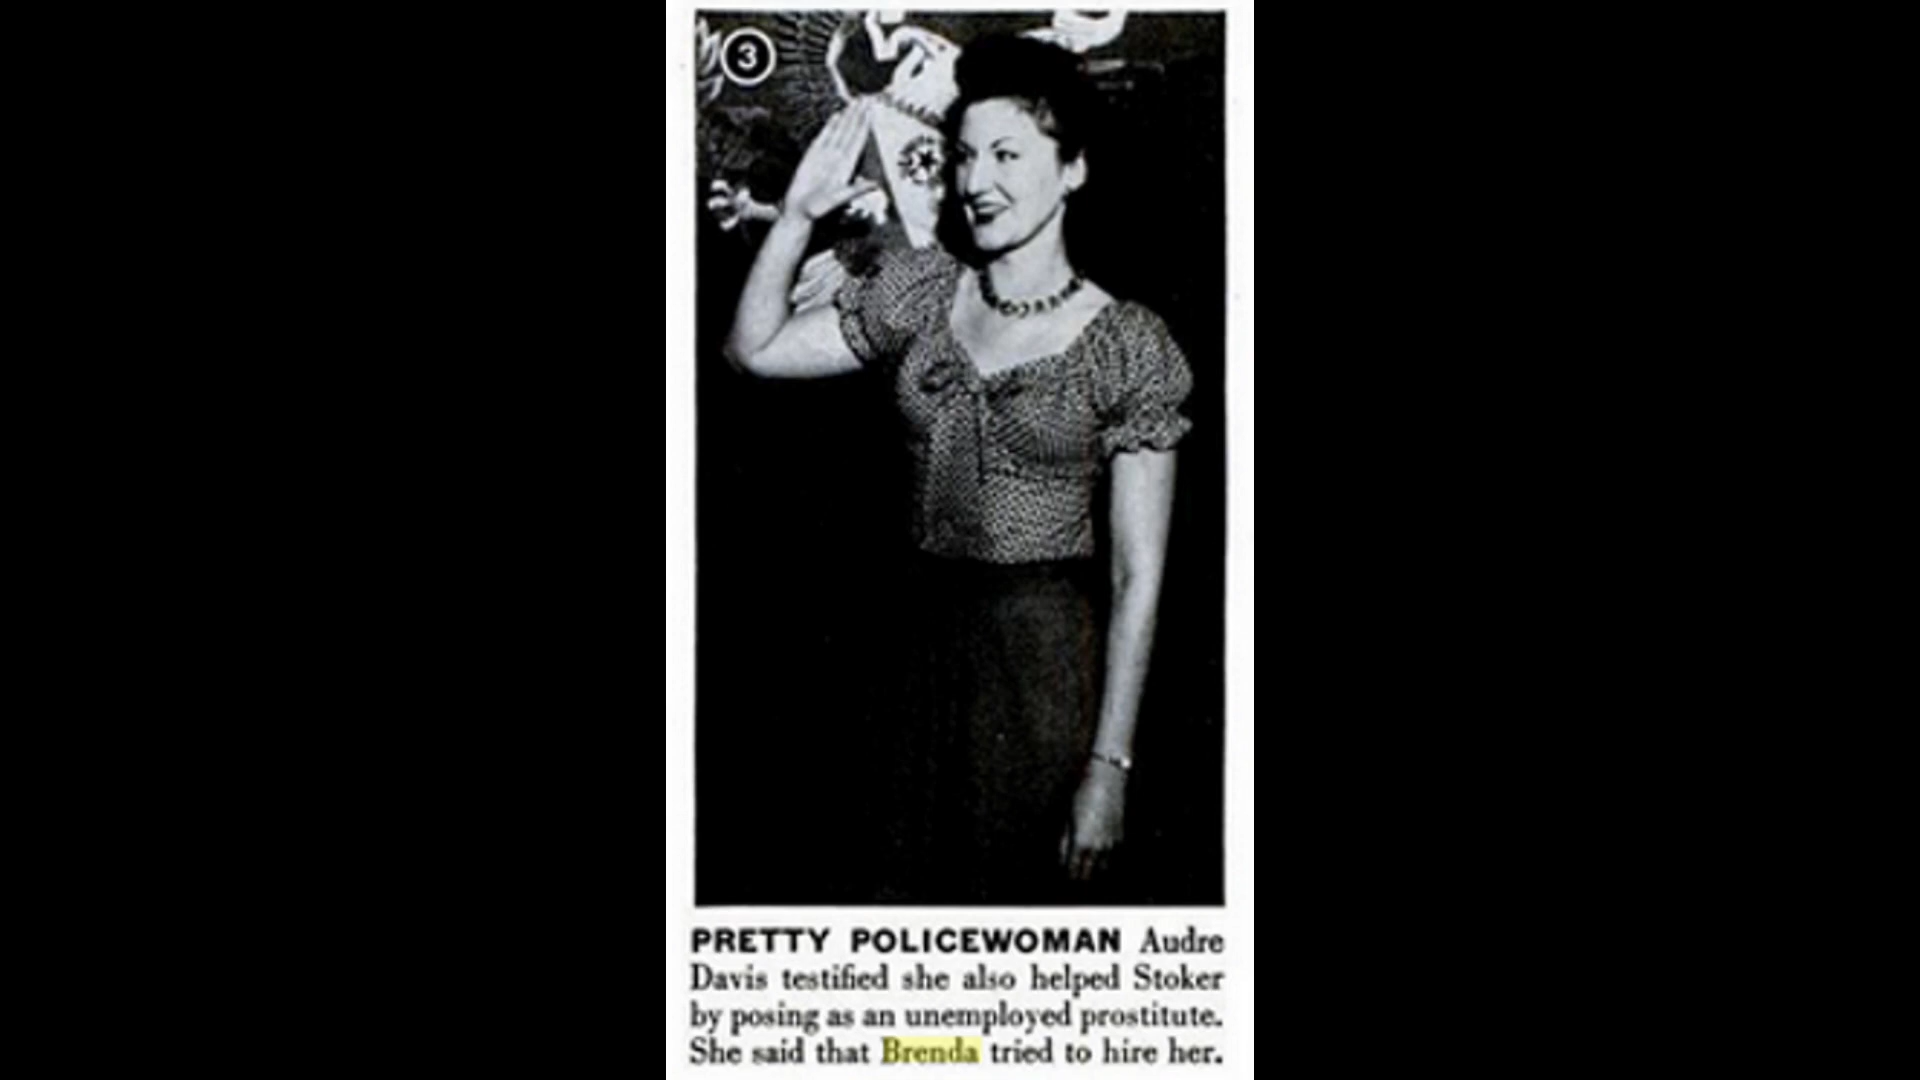 3
PRETTY POLICEWOMAN Audre
Davis testified she also helped Stoker
by posing as an unemployed prostitute.
She said that Brenda tried to hire her.